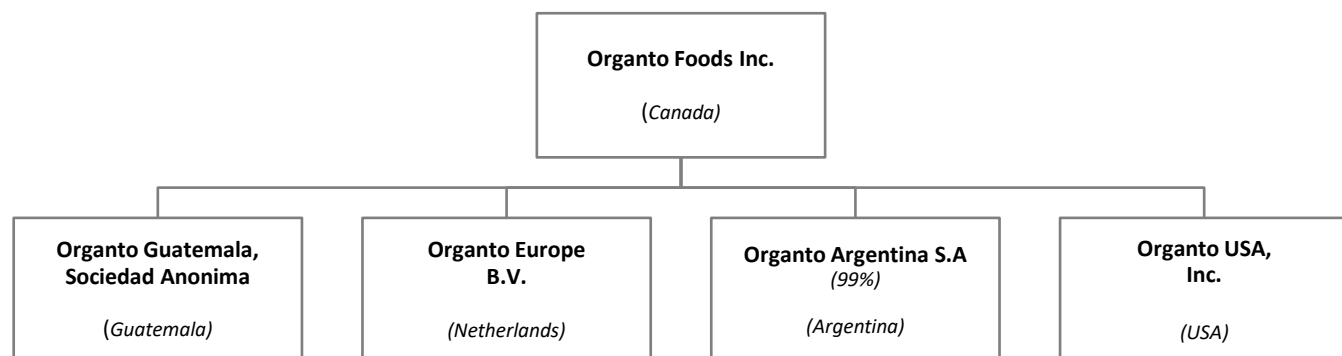 Organto Foods Inc.
(Canada)
Organto Guatemala,
Sociedad Anonima
(Guatemala)
Organto Europe
B.V.
(Netherlands)
Organto Argentina S.A
(99%)
(Argentina)
Organto USA,
Inc.
(USA)